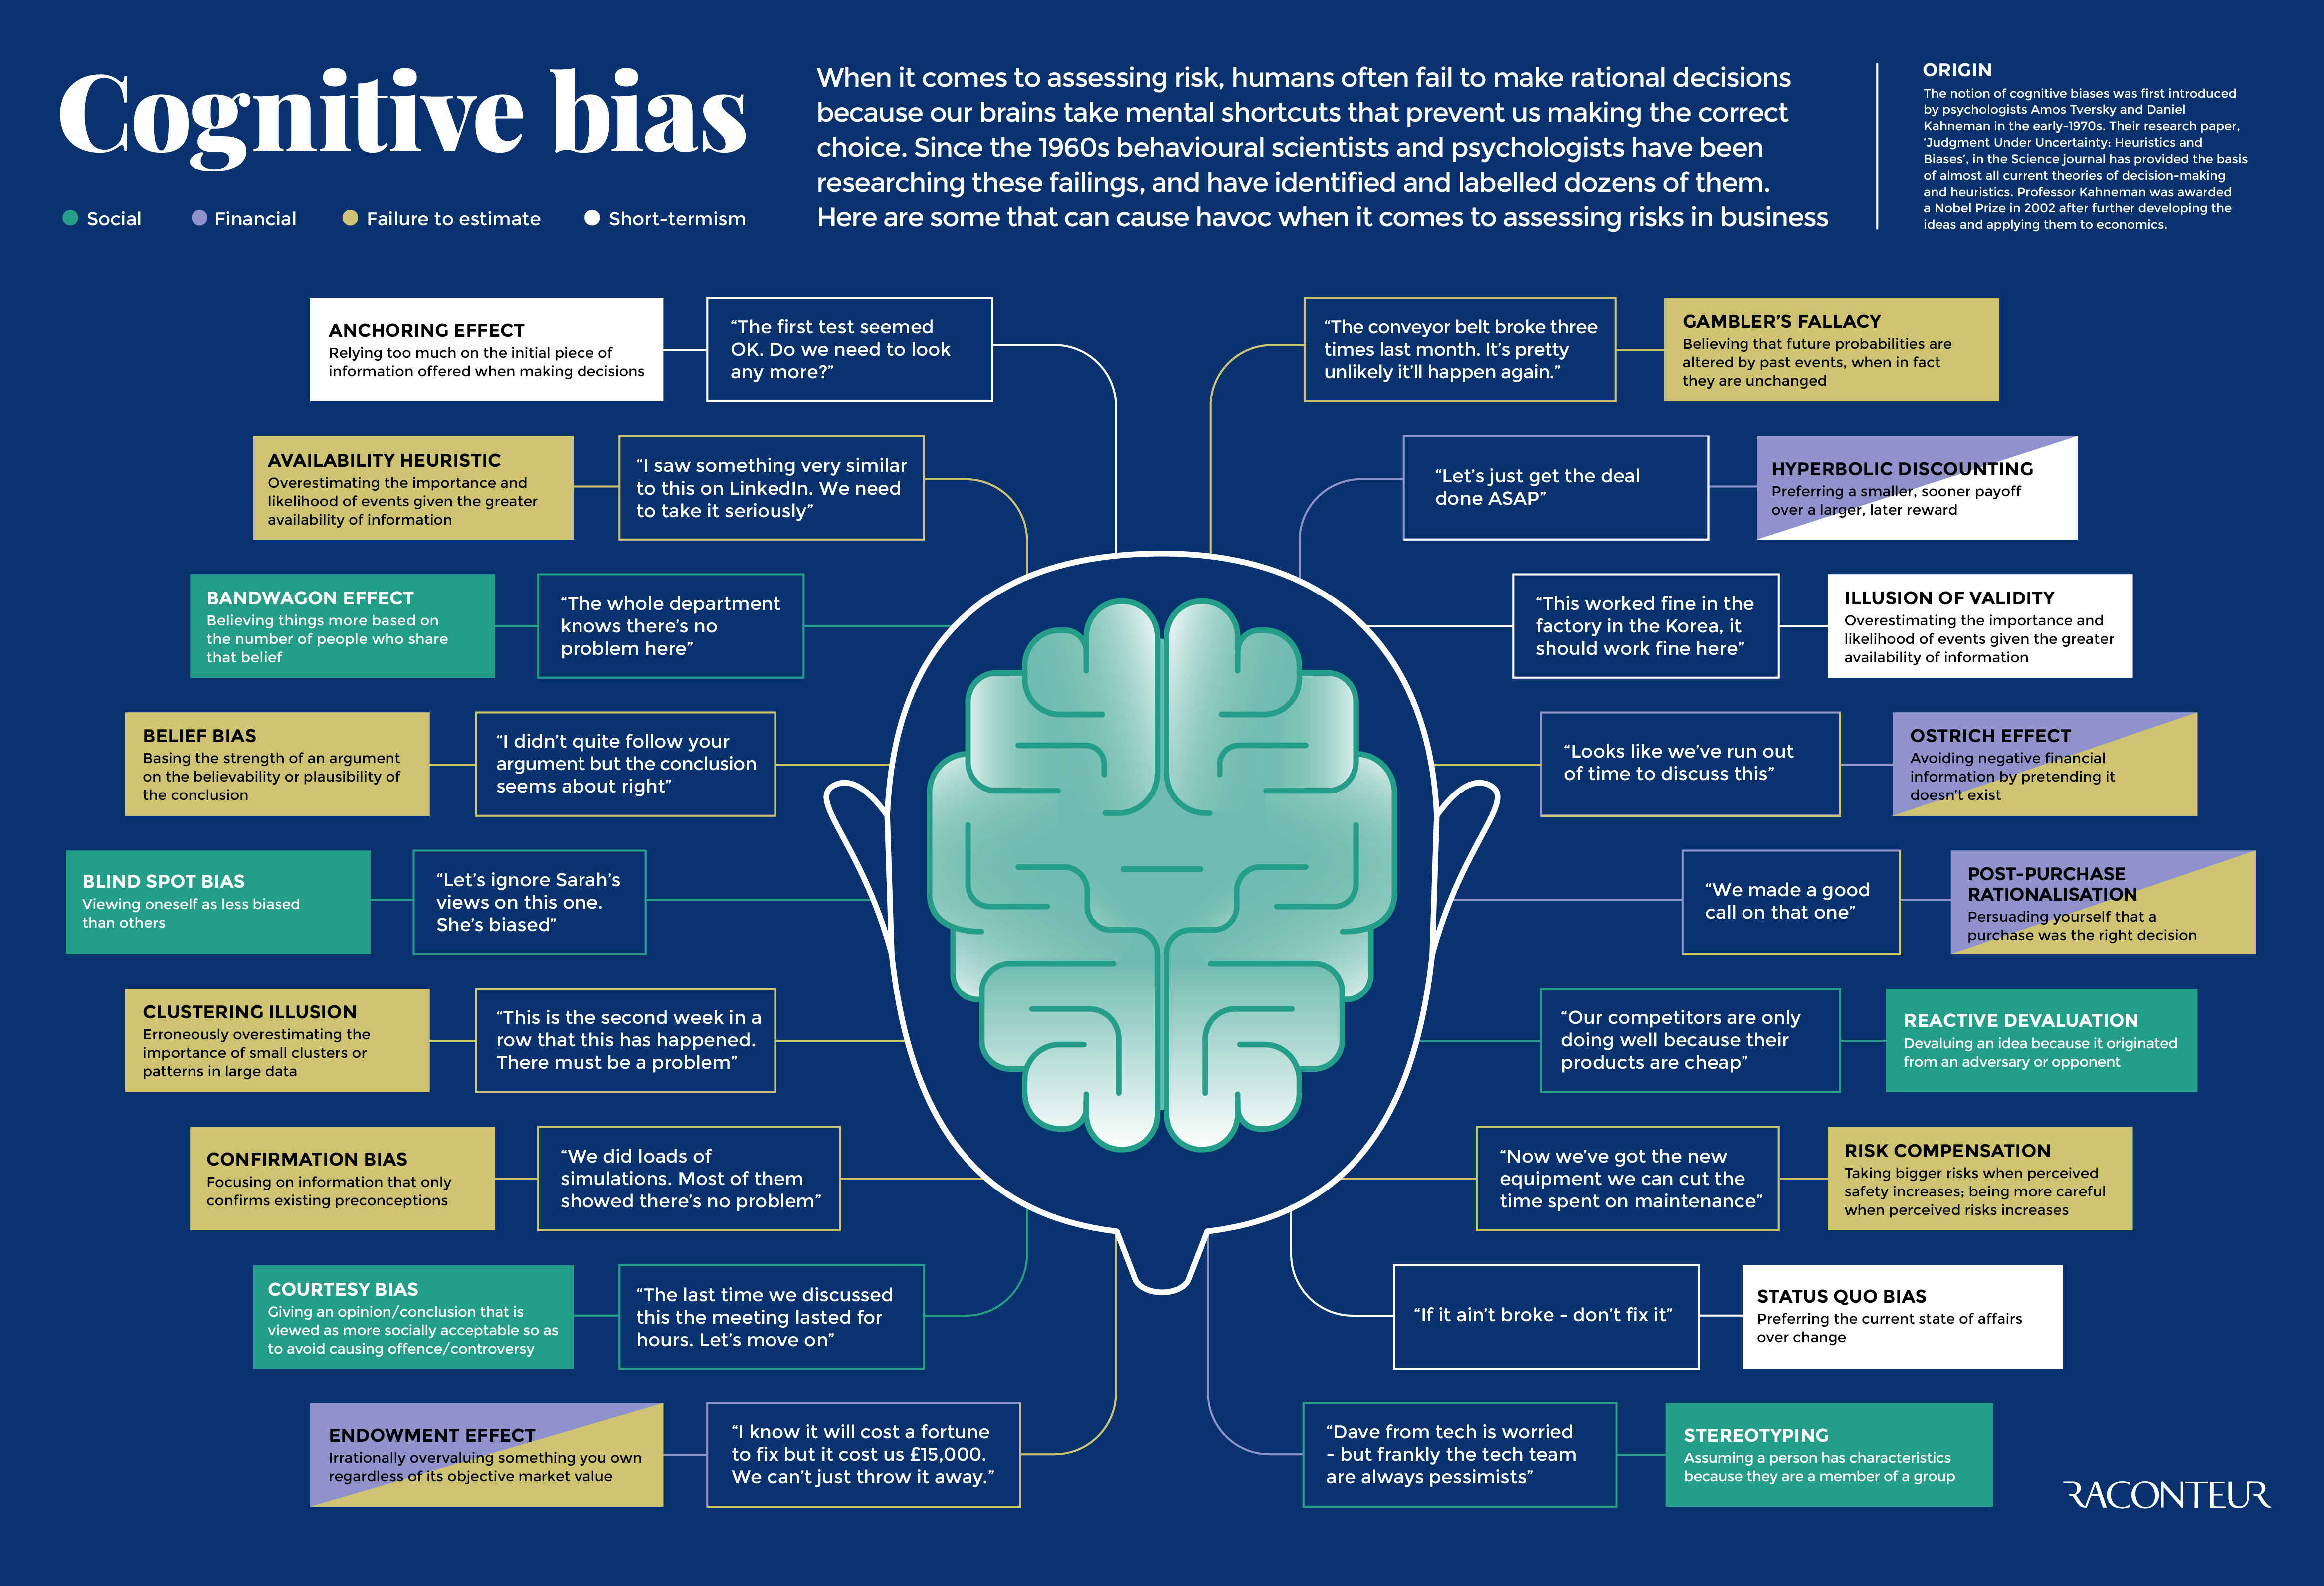 Cognitive bias
Social
Financial
Failure to estimate
Short-termism
When it comes to assessing risk, humans often fail to make rational decisions
because our brains take mental shortcuts that prevent us making the correct
choice. Since the 1960s behavioural scientists and psychologists have been
researching these failings, and have identified and labelled dozens of them.
Here are some that can cause havoc when it comes to assessing risks in business
ORIGIN
The notion of cognitive biases was first introduced
by psychologists Amos Tversky and Daniel
Kahneman in the early-1970s. Their research paper,
‘Judgment Under Uncertainty: Heuristics and
Biases’, in the Science journal has provided the basis
of almost all current theories of decision-making
and heuristics. Professor Kahneman was awarded
a Nobel Prize in 2002 after further developing the
ideas and applying them to economics.
ANCHORING EFFECT
Relying too much on the initial piece of
information offered when making decisions
“The first test seemed
OK. Do we need to look
any more?”
AVAILABILITY HEURISTIC
Overestimating the importance and
likelihood of events given the greater
availability of information
“I saw something very similar
to this on LinkedIn. We need
to take it seriously”
BANDWAGON EFFECT
Believing things more based on
the number of people who share
that belief
“The whole department
knows there’s no
problem here”
BELIEF BIAS
Basing the strength of an argument
on the believability or plausibility of
the conclusion
“I didn’t quite follow your
argument but the conclusion
seems about right”
BLIND SPOT BIAS
Viewing oneself as less biased
than others
“Let’s ignore Sarah’s
views on this one.
She’s biased”
CLUSTERING ILLUSION
Erroneously overestimating the
importance of small clusters or
patterns in large data
“This is the second week in a
row that this has happened.
There must be a problem”
CONFIRMATION BIAS
Focusing on information that only
confirms existing preconceptions
“We did loads of
simulations. Most of them
showed there’s no problem”
COURTESY BIAS
Giving an opinion/conclusion that is
viewed as more socially acceptable so as
to avoid causing offence/controversy
“The last time we discussed
this the meeting lasted for
hours. Let’s move on”
ENDOWMENT EFFECT
Irrationally overvaluing something you own
regardless of its objective market value
“I know it will cost a fortune
to fix but it cost us £15,000.
We can’t just throw it away.”
“The conveyor belt broke three
times last month. It’s pretty
unlikely it’ll happen again.”
GAMBLER’S FALLACY
Believing that future probabilities are
altered by past events, when in fact
they are unchanged
“Let’s just get the deal
done ASAP”
HYPERBOLIC DISCOUNTING
Preferring a smaller, sooner payoff
over a larger, later reward
“This worked fine in the
factory in the Korea, it
should work fine here”
ILLUSION OF VALIDITY
Overestimating the importance and
likelihood of events given the greater
availability of information
“Looks like we’ve run out
of time to discuss this”
OSTRICH EFFECT
Avoiding negative financial
information by pretending it
doesn’t exist
“We made a good
call on that one”
POST-PURCHASE
RATIONALISATION
Persuading yourself that a
purchase was the right decision
“Our competitors are only
doing well because their
products are cheap”
REACTIVE DEVALUATION
Devaluing an idea because it originated
from an adversary or opponent
“Now we’ve got the new
equipment we can cut the
time spent on maintenance”
RISK COMPENSATION
Taking bigger risks when perceived
safety increases; being more careful
when perceived risks increases
“If it ain’t broke - don’t fix it”
STATUS QUO BIAS
Preferring the current state of affairs
over change
“Dave from tech is worried
- but frankly the tech team
are always pessimists”
STEREOTYPING
Assuming a person has characteristics
because they are a member of a group
RACONTEUR